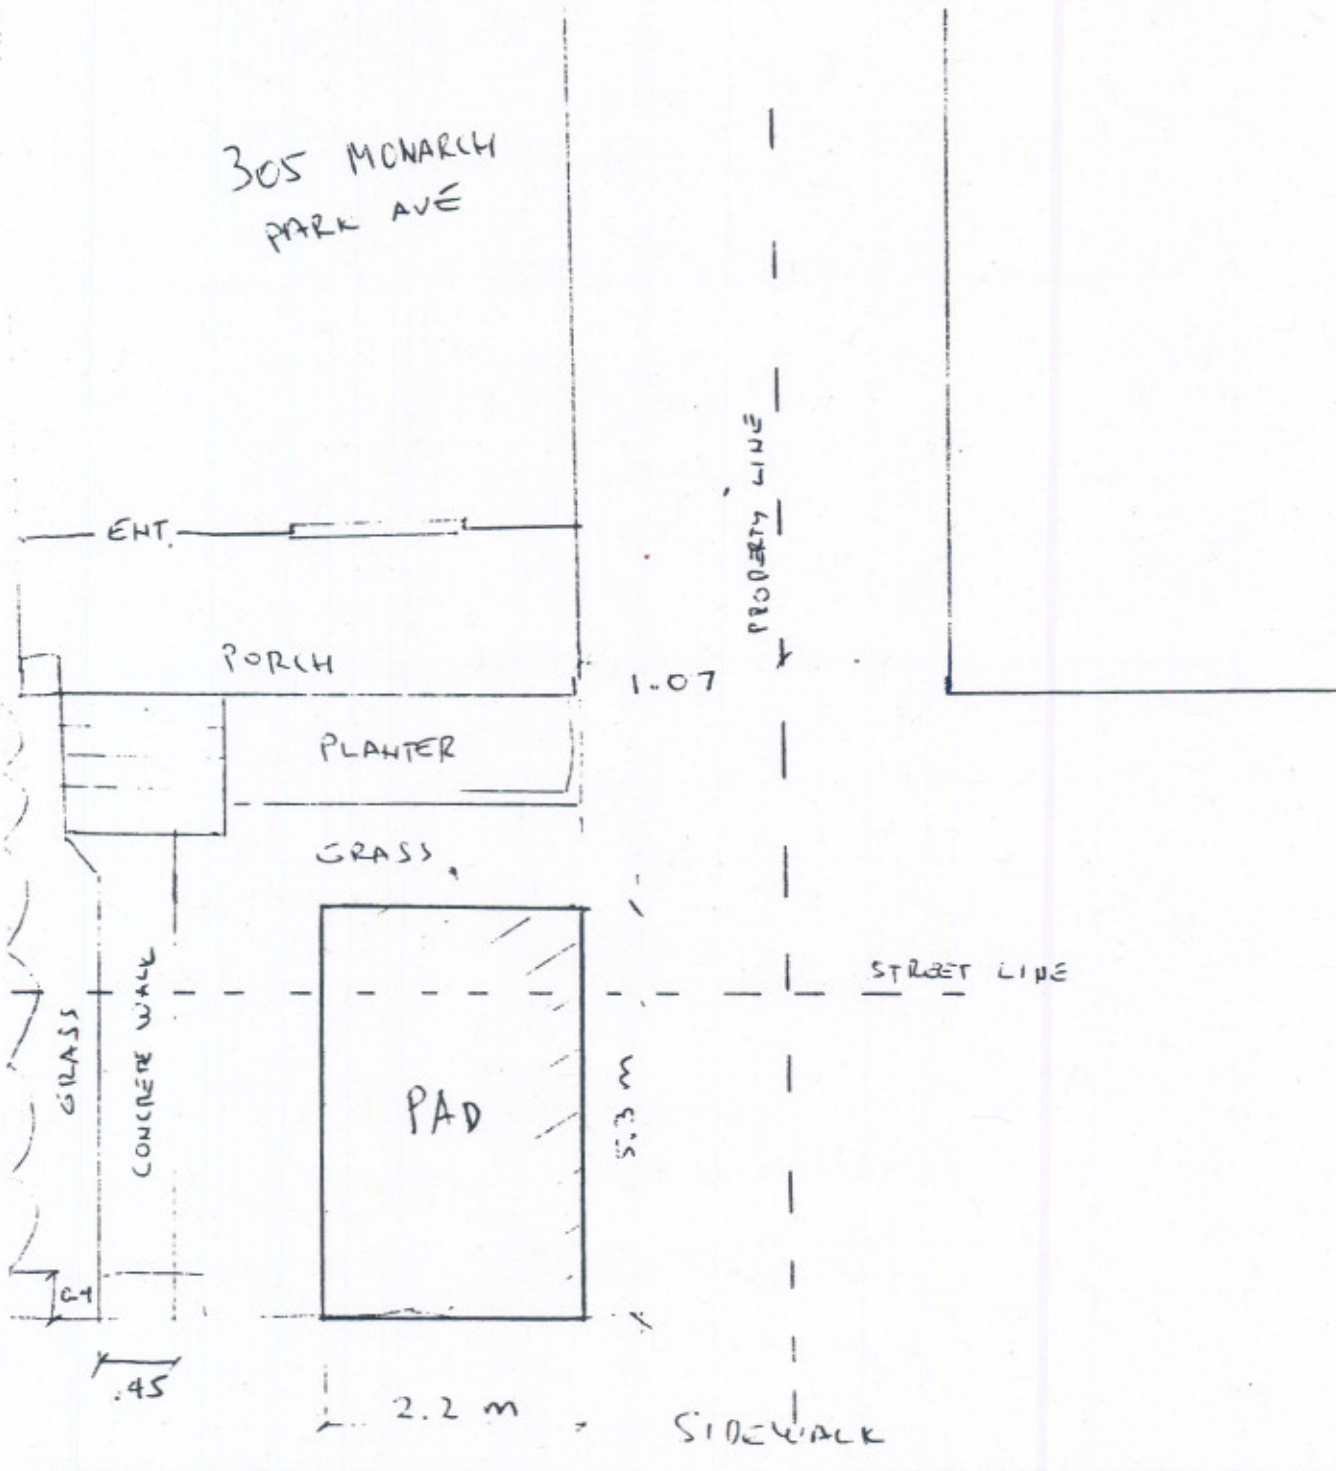 305 MONARCH
PARK AVE
PROPERTY LINE
ENT.
PORCH
1.07
PLANTER
GRASS
STREET LINE
GRASS
CONCRETE WALK
PAD
5.3 m
.45
2.2 m
SIDEWALK